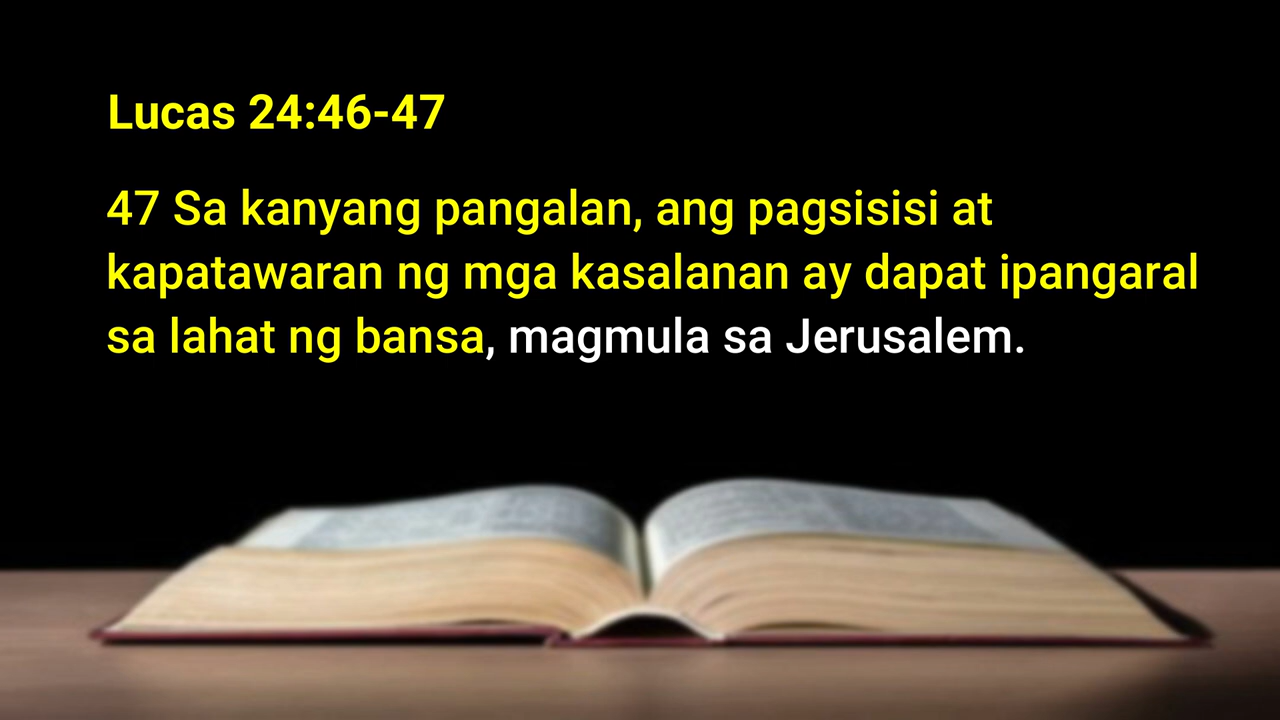 Lucas 24:46-47
47 Sa kanyang pangalan, ang pagsisisi at
kapatawaran ng mga kasalanan ay dapat ipangaral
sa lahat ng bansa, magmula sa Jerusalem.